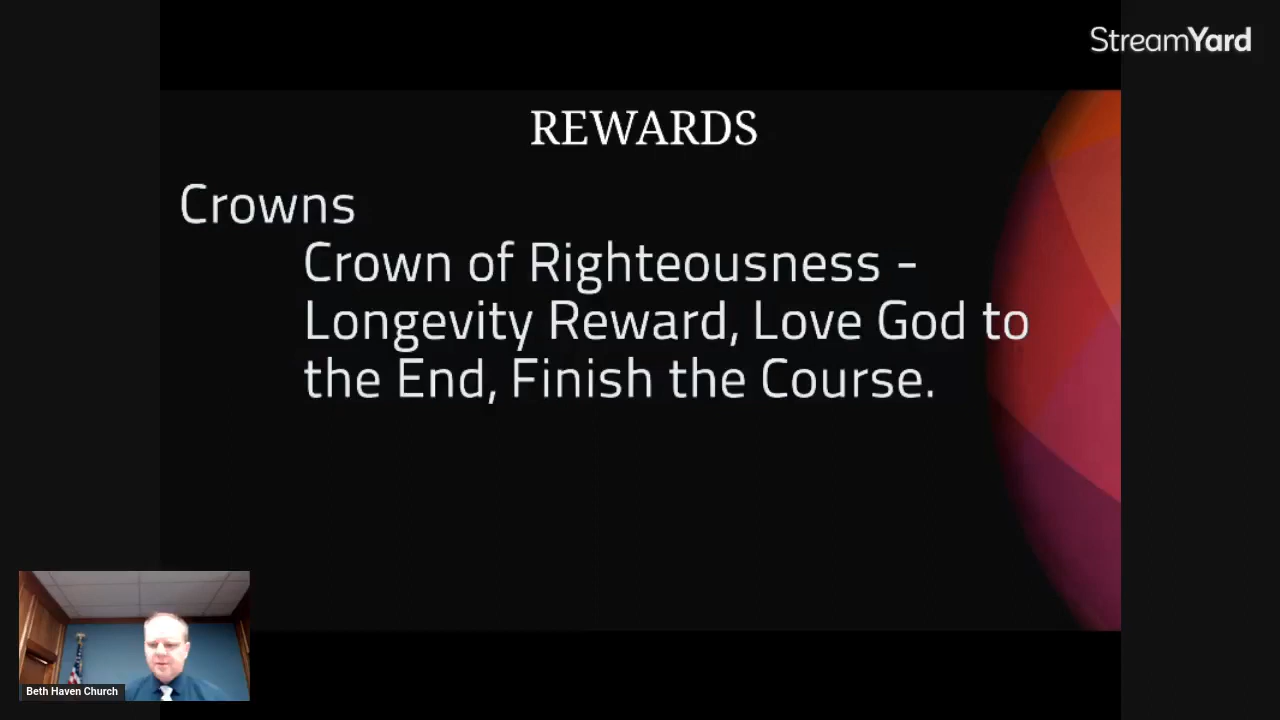 StreamYard
REWARDS
Crowns
Crown of Righteousness -
Longevity Reward, Love God to
the End, Finish the Course.
Beth Haven Church